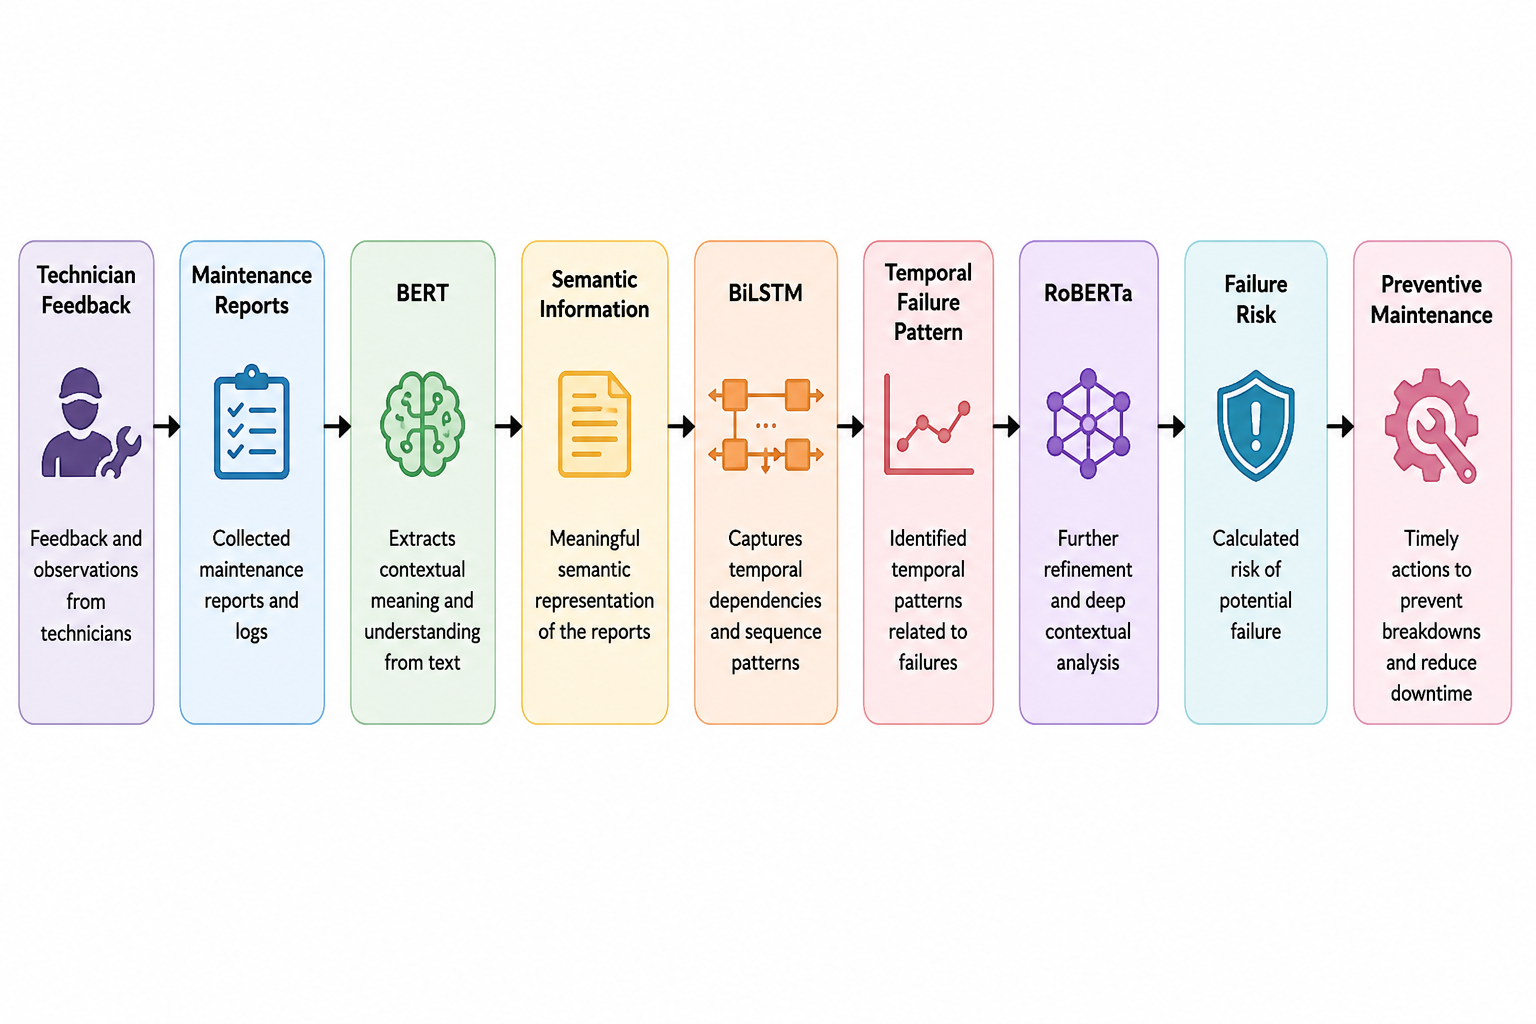 Technician
Feedback
Feedback and
observations
from
technicians
Maintenance
Reports
Collected
maintenance
reports and
logs
BERT
Extracts
contextual
meaning and
understanding
from text
Semantic
Information
Meaningful
semantic
representation
of the reports
BiLSTM
...
Captures
temporal
dependencies
and sequence
patterns
Temporal
Failure
Pattern
Identified
temporal
patterns
related to
failures
RoBERTa
Further
refinement
and deep
contextual
analysis
Failure
Risk
!
Calculated
risk of
potential
failure
Preventive
Maintenance
Timely
actions to
prevent
breakdowns
and reduce
downtime